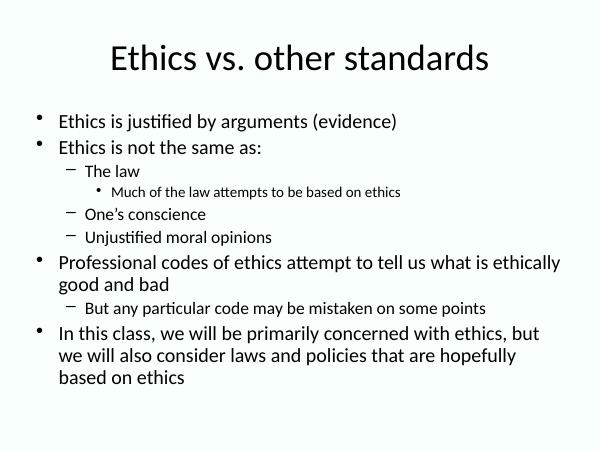 Ethics vs. other standards
• Ethics is justified by arguments (evidence)
• Ethics is not the same as:
– The law
• Much of the law attempts to be based on ethics
– One’s conscience
– Unjustified moral opinions
• Professional codes of ethics attempt to tell us what is ethically
good and bad
– But any particular code may be mistaken on some points
• In this class, we will be primarily concerned with ethics, but
we will also consider laws and policies that are hopefully
based on ethics